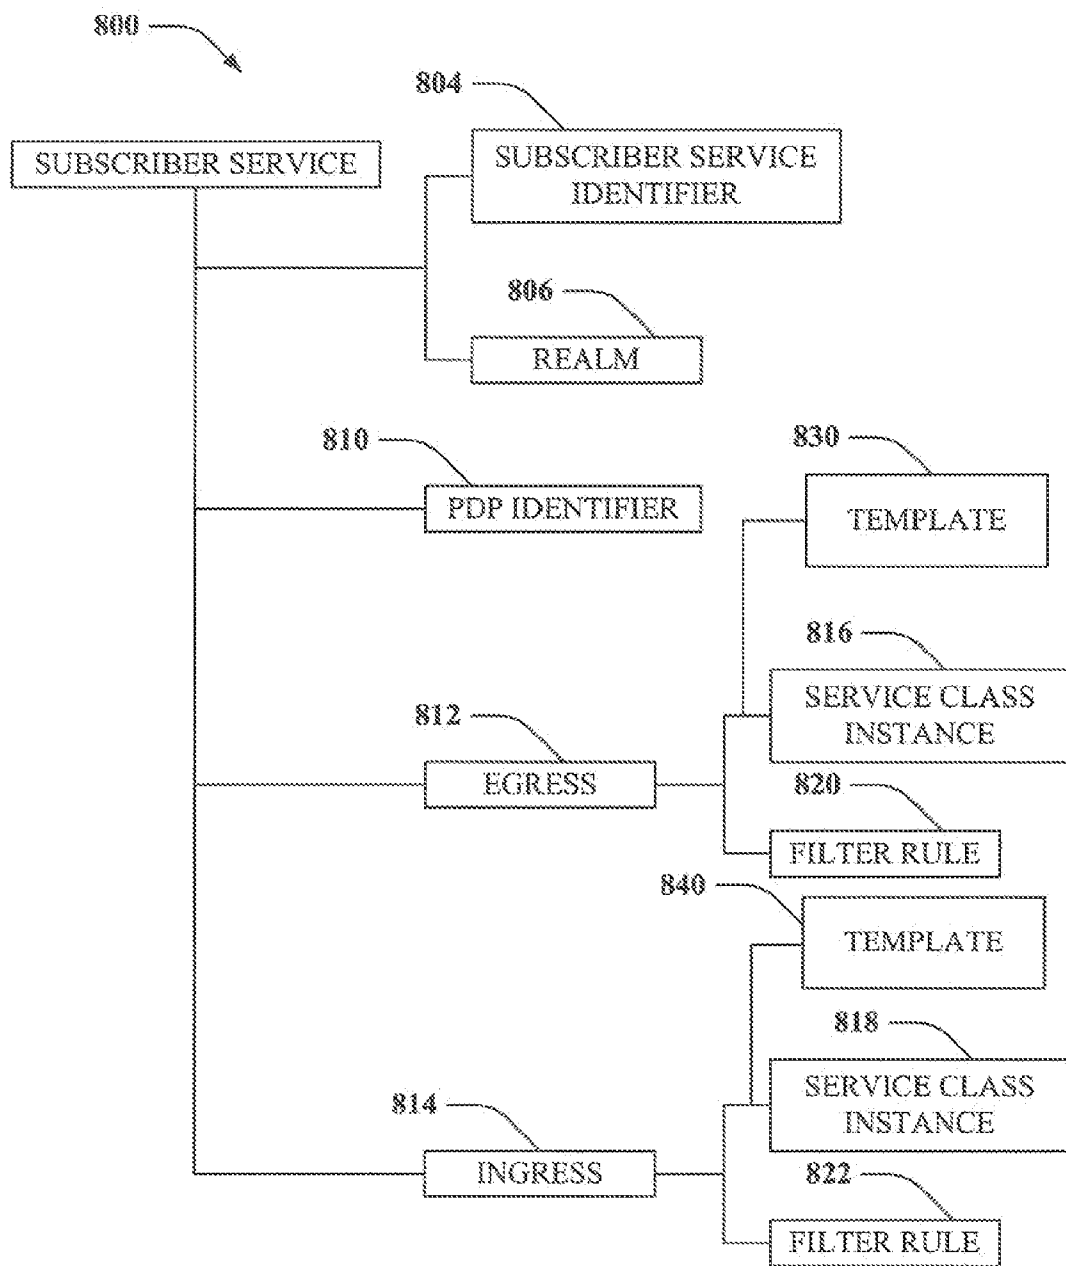 800
804
SUBSCRIBER SERVICE
SUBSCRIBER SERVICE
IDENTIFIER
806
REALM
810
PDP IDENTIFIER
830
TEMPLATE
816
SERVICE CLASS
INSTANCE
812
EGRESS
820
FILTER RULE
840
TEMPLATE
818
SERVICE CLASS
INSTANCE
814
INGRESS
822
FILTER RULE